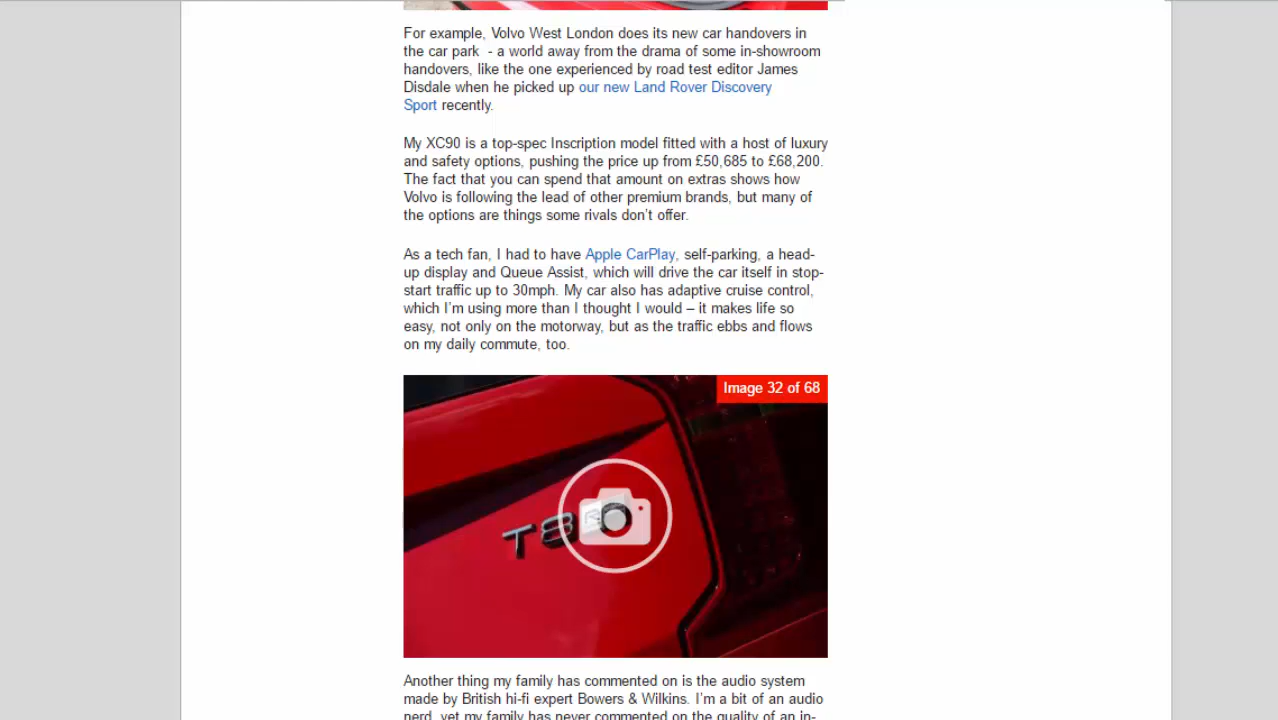 For example, Volvo West London does its new car handovers in
the car park  - a world away from the drama of some in-showroom
handovers, like the one experienced by road test editor James
Disdale when he picked up our new Land Rover Discovery
Sport recently.
My XC90 is a top-spec Inscription model fitted with a host of luxury
and safety options, pushing the price up from £50,685 to £68,200.
The fact that you can spend that amount on extras shows how
Volvo is following the lead of other premium brands, but many of
the options are things some rivals don’t offer.
As a tech fan, I had to have Apple CarPlay, self-parking, a head-
up display and Queue Assist, which will drive the car itself in stop-
start traffic up to 30mph. My car also has adaptive cruise control,
which I’m using more than I thought I would – it makes life so
easy, not only on the motorway, but as the traffic ebbs and flows
on my daily commute, too.
Image 32 of 68
T8
Another thing my family has commented on is the audio system
made by British hi-fi expert Bowers & Wilkins. I’m a bit of an audio
nerd, yet my family has never commented on the quality of an in-